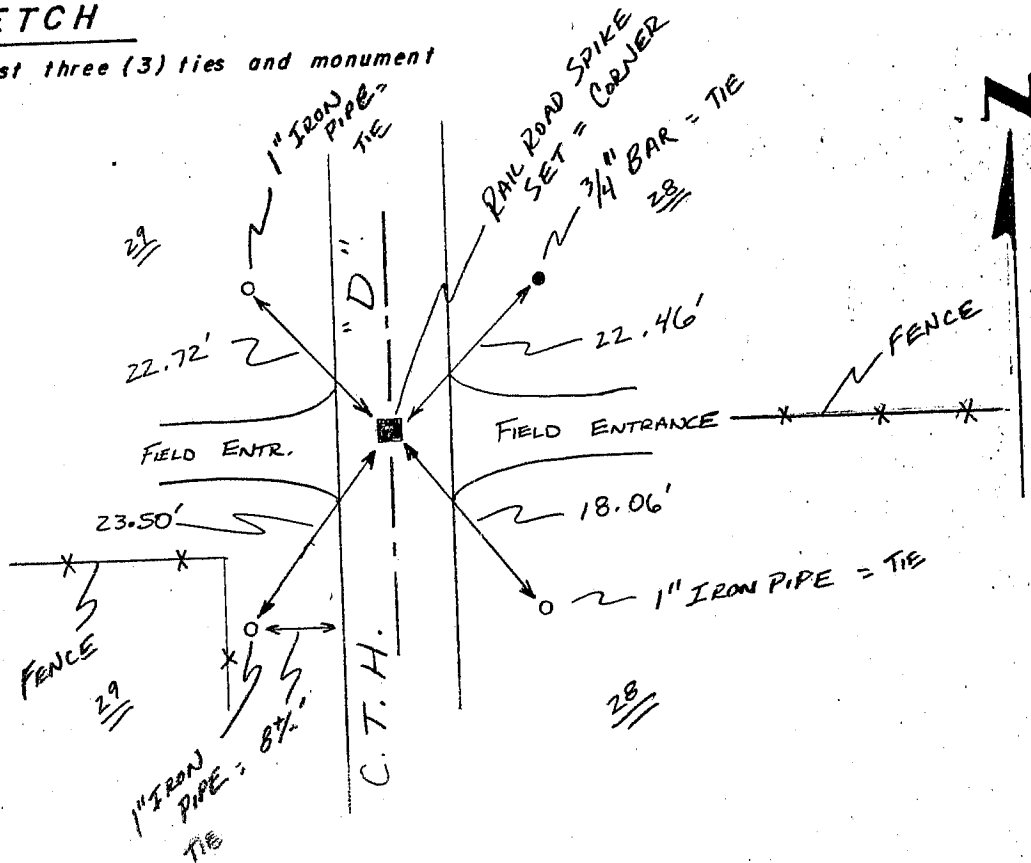 ETCH
st three (3) ties and monument
1" IRON
PIPE =
TIE
RAIL ROAD SPIKE
SET = CORNER
3/4" BAR = TIE
28
N
29
"D"
22.72'
22.46'
FENCE
FIELD ENTR.
FIELD ENTRANCE
23.50'
18.06'
1" IRON PIPE = TIE
FENCE
29
8 +/-'
1" IRON
PIPE =
TIE
C.T.H.
28